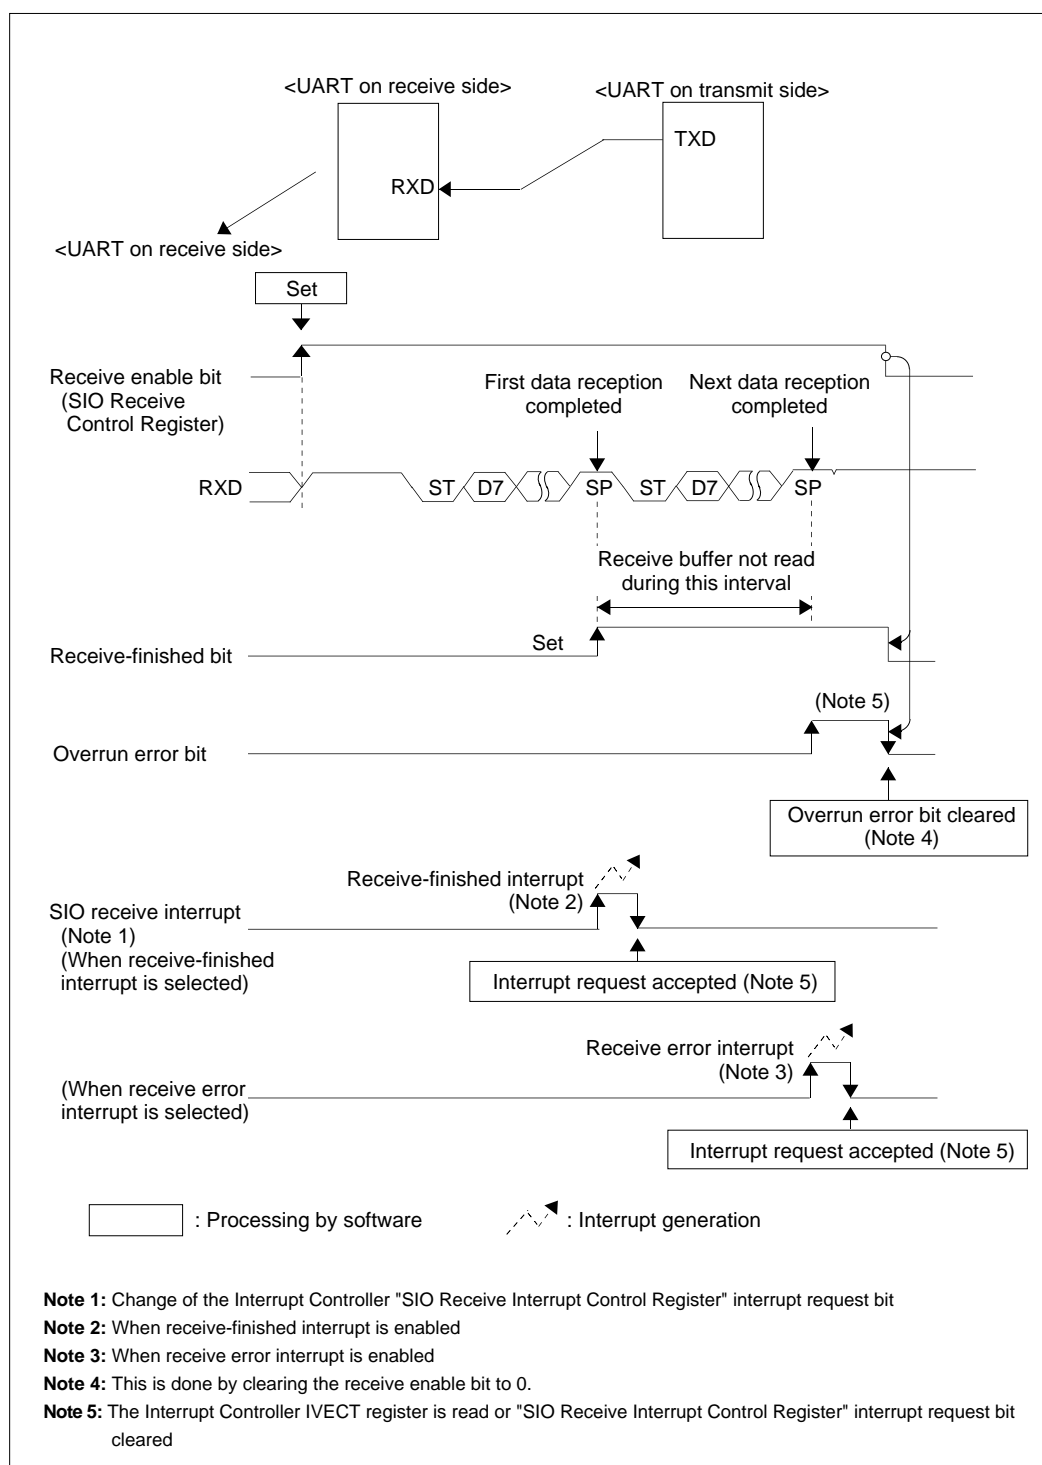 <UART on receive side>
<UART on transmit side>
TXD
RXD
<UART on receive side>
Set
Receive enable bit
(SIO Receive
Control Register)
First data reception
completed
Next data reception
completed
RXD
ST
D7
SP
ST
D7
SP
Receive buffer not read
during this interval
Set
Receive-finished bit
(Note 5)
Overrun error bit
Overrun error bit cleared
(Note 4)
Receive-finished interrupt
(Note 2)
SIO receive interrupt
(Note 1)
(When receive-finished
interrupt is selected)
Interrupt request accepted (Note 5)
Receive error interrupt
(Note 3)
(When receive error
interrupt is selected)
Interrupt request accepted (Note 5)
: Processing by software
: Interrupt generation
Note 1: Change of the Interrupt Controller "SIO Receive Interrupt Control Register" interrupt request bit
Note 2: When receive-finished interrupt is enabled
Note 3: When receive error interrupt is enabled
Note 4: This is done by clearing the receive enable bit to 0.
Note 5: The Interrupt Controller IVECT register is read or "SIO Receive Interrupt Control Register" interrupt request bit
cleared